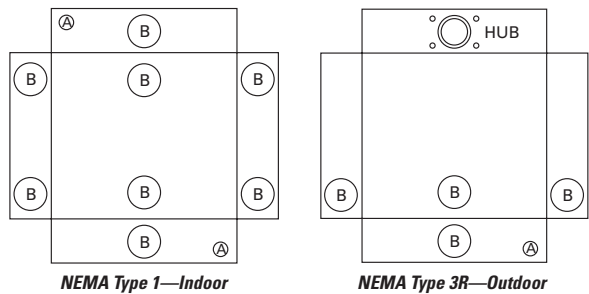 A B
HUB
B B B
B B B
B B B
B A
B A
NEMA Type 1—Indoor
NEMA Type 3R—Outdoor